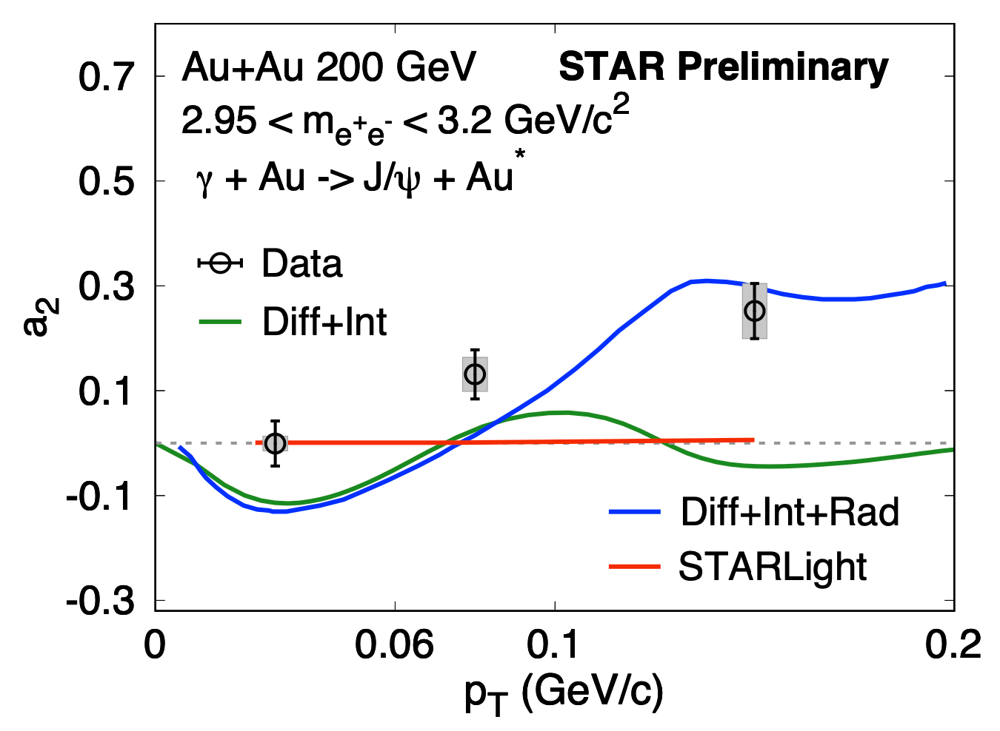 Au+Au 200 GeV STAR Preliminary
2.95 < m_{e⁺e⁻} < 3.2 GeV/c²
γ + Au -> J/ψ + Au*
Data
Diff+Int
Diff+Int+Rad
STARLight
0.7
0.5
0.3
0.1
-0.1
-0.3
a₂
0 0.06 0.1 0.2
p_T (GeV/c)